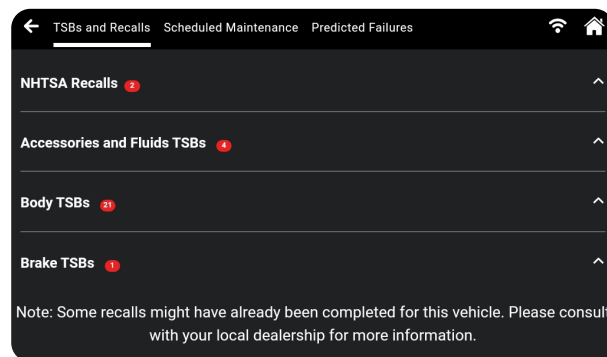 TSBs and Recalls Scheduled Maintenance Predicted Failures
NHTSA Recalls 2
Accessories and Fluids TSBs 4
Body TSBs 21
Brake TSBs 1
Note: Some recalls might have already been completed for this vehicle. Please consult
with your local dealership for more information.